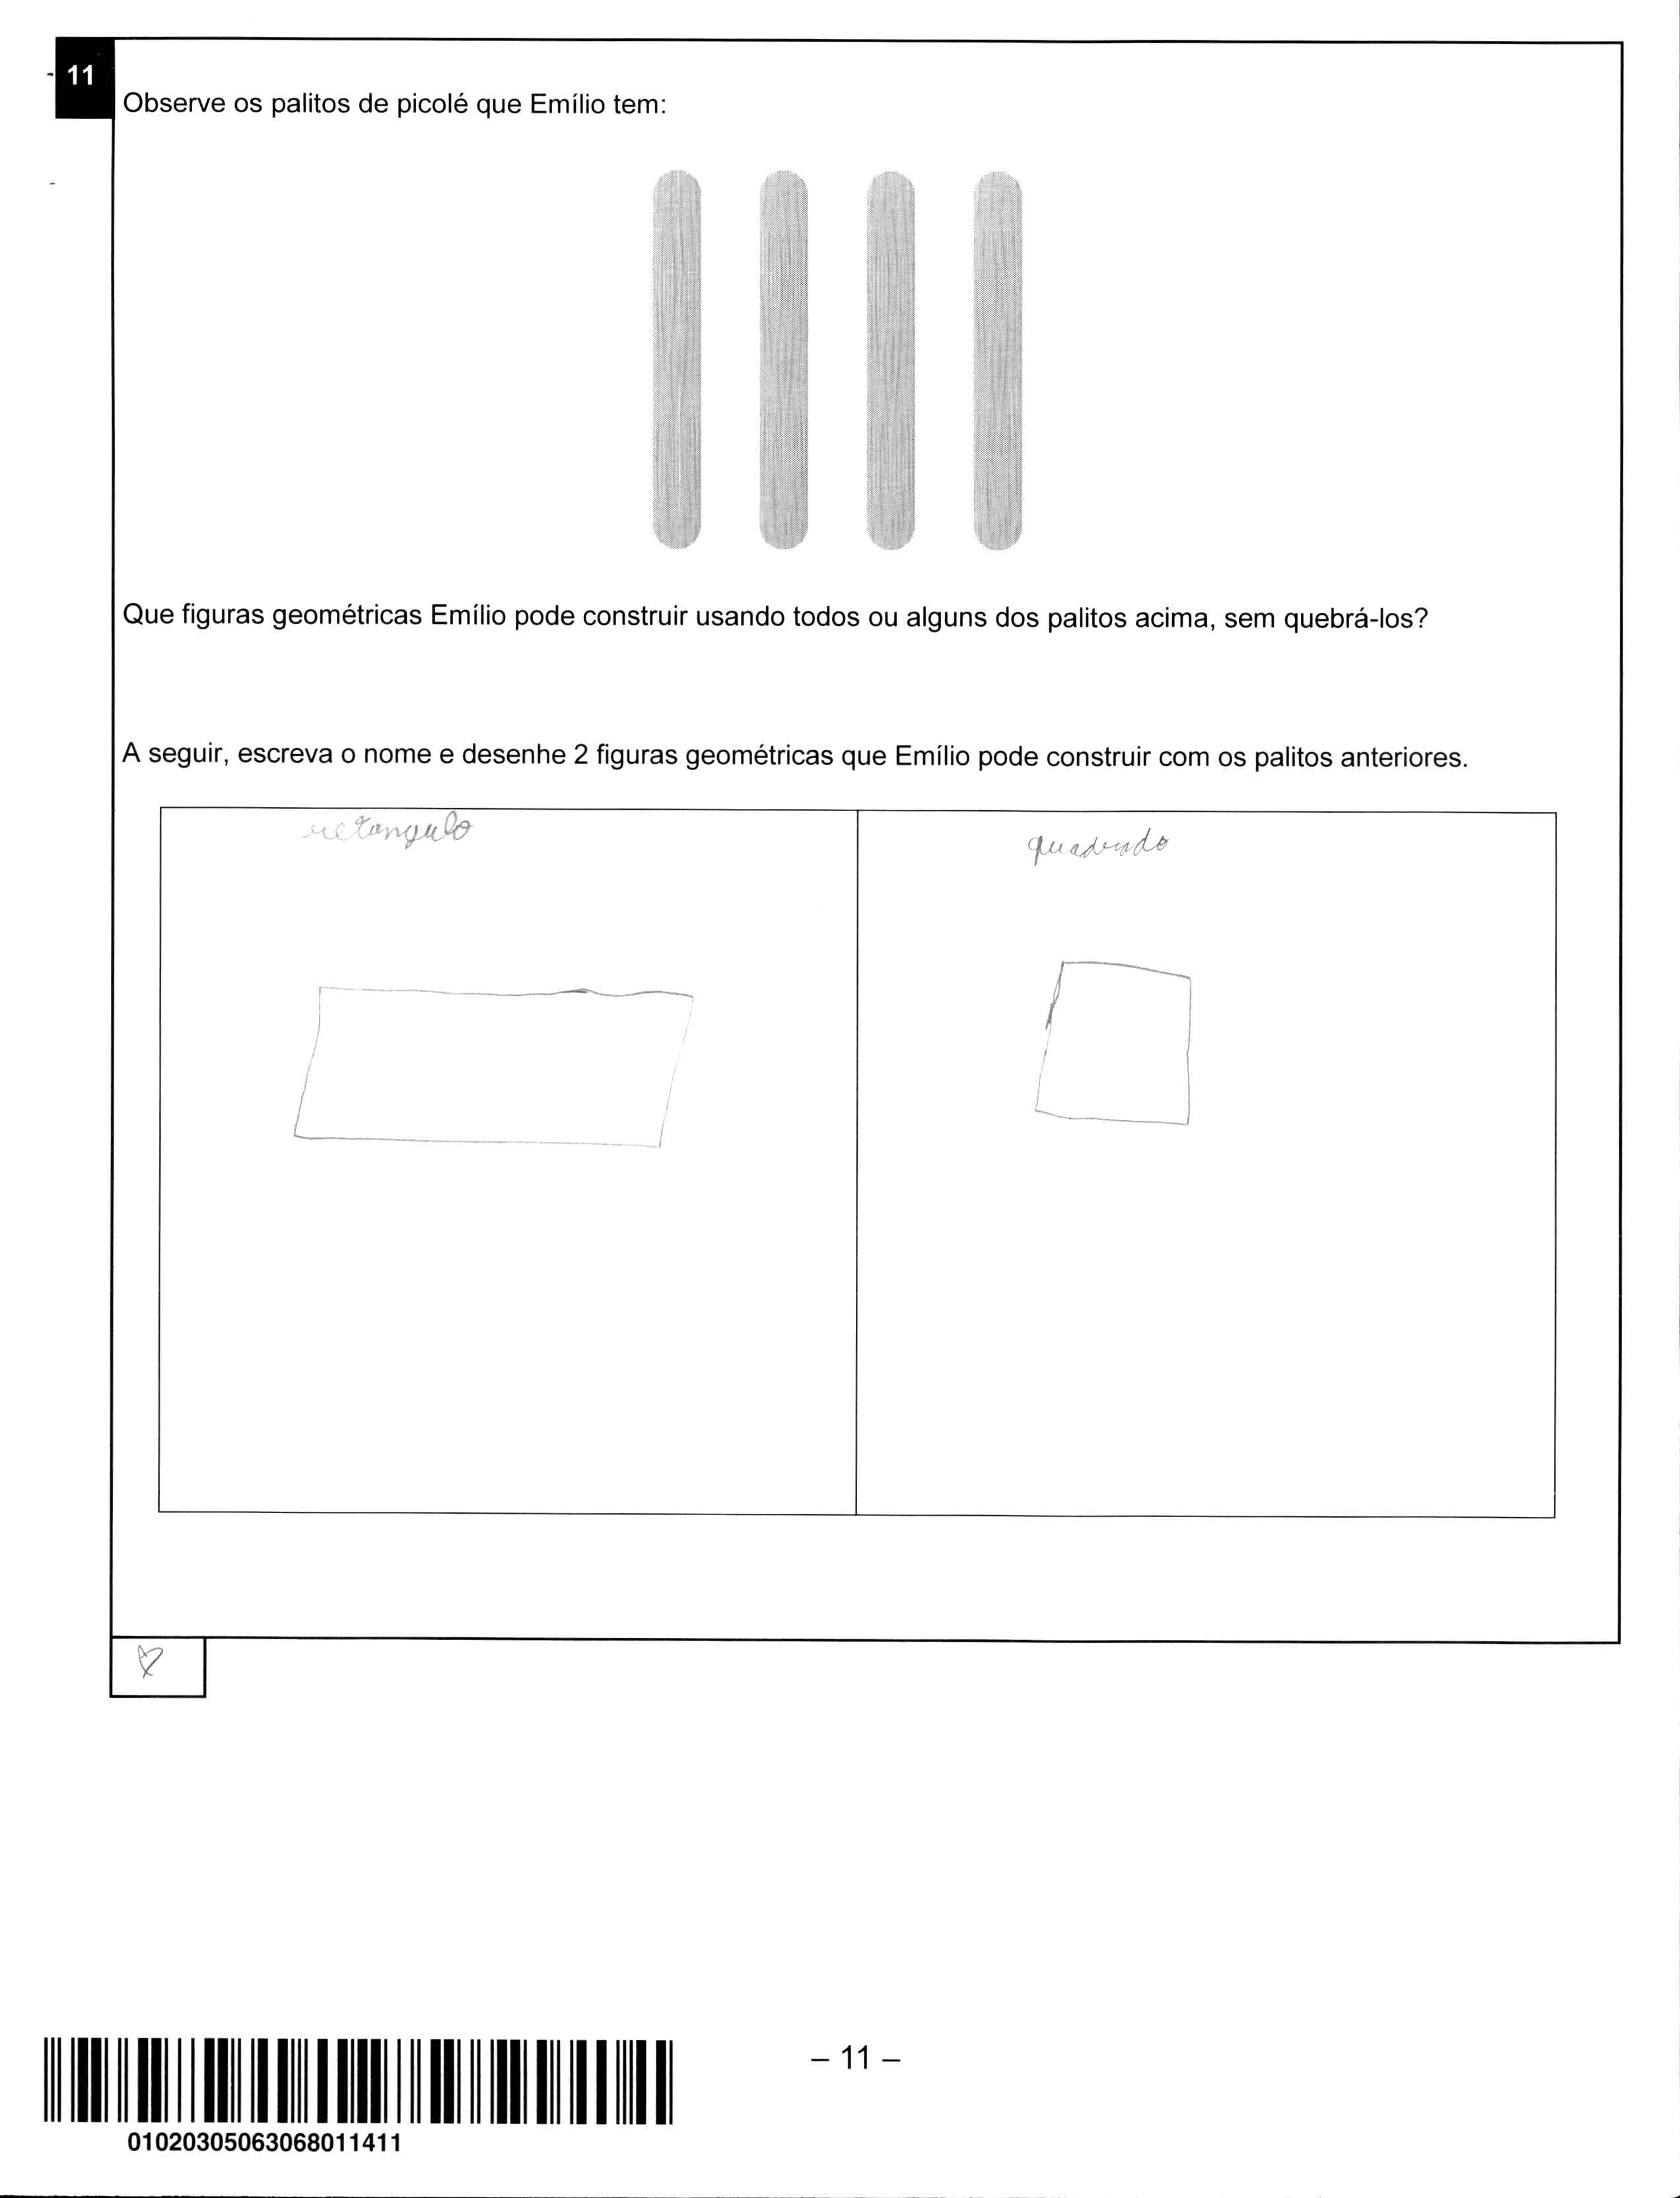 11
Observe os palitos de picolé que Emílio tem:
Que figuras geométricas Emílio pode construir usando todos ou alguns dos palitos acima, sem quebrá-los?
A seguir, escreva o nome e desenhe 2 figuras geométricas que Emílio pode construir com os palitos anteriores.
retangulo
quadrado
– 11 –
01020305063068011411